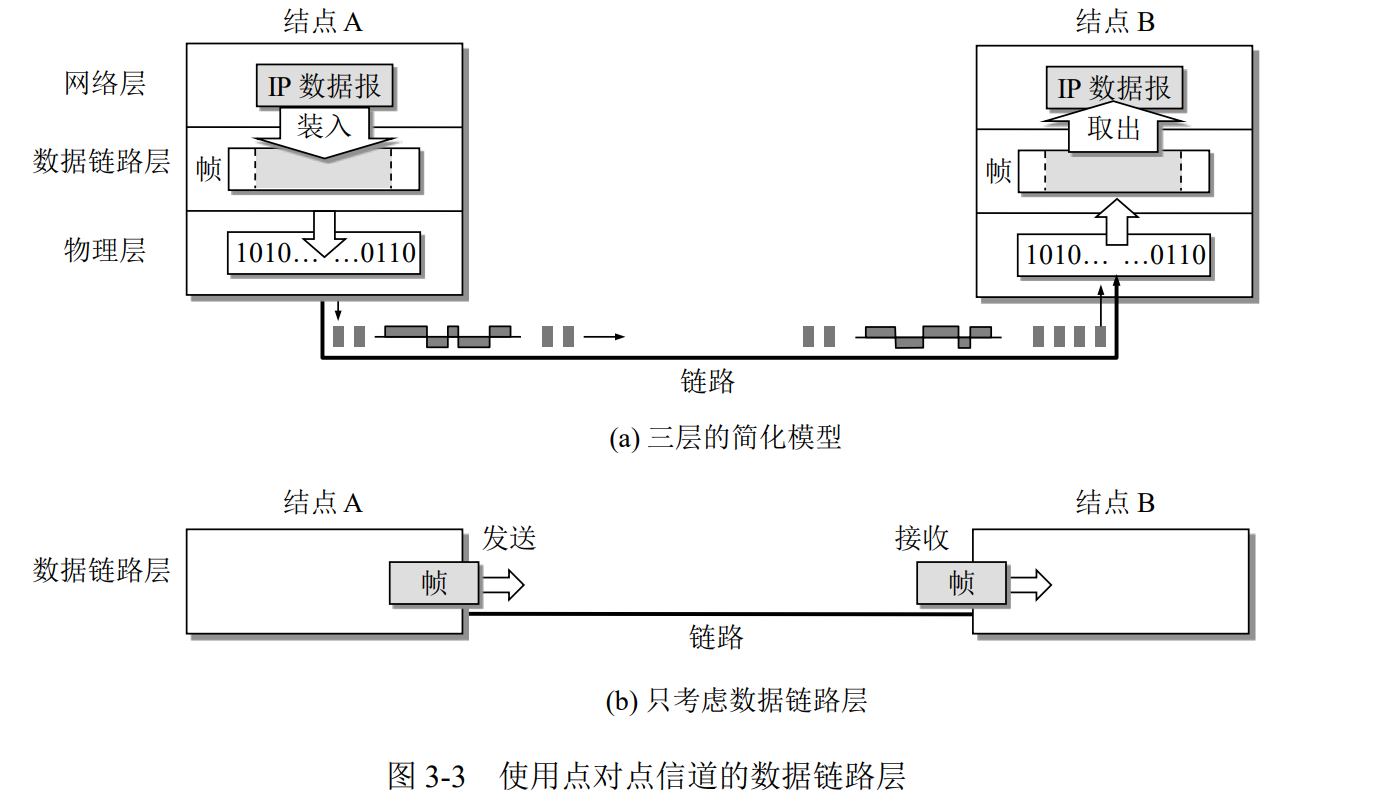 结点 A
结点 B
网络层
IP 数据报
IP 数据报
装入
取出
数据链路层
帧
帧
物理层
1010… …0110
1010… …0110
链路
(a) 三层的简化模型
结点 A
结点 B
发送
接收
数据链路层
帧
帧
链路
(b) 只考虑数据链路层
图 3-3 使用点对点信道的数据链路层